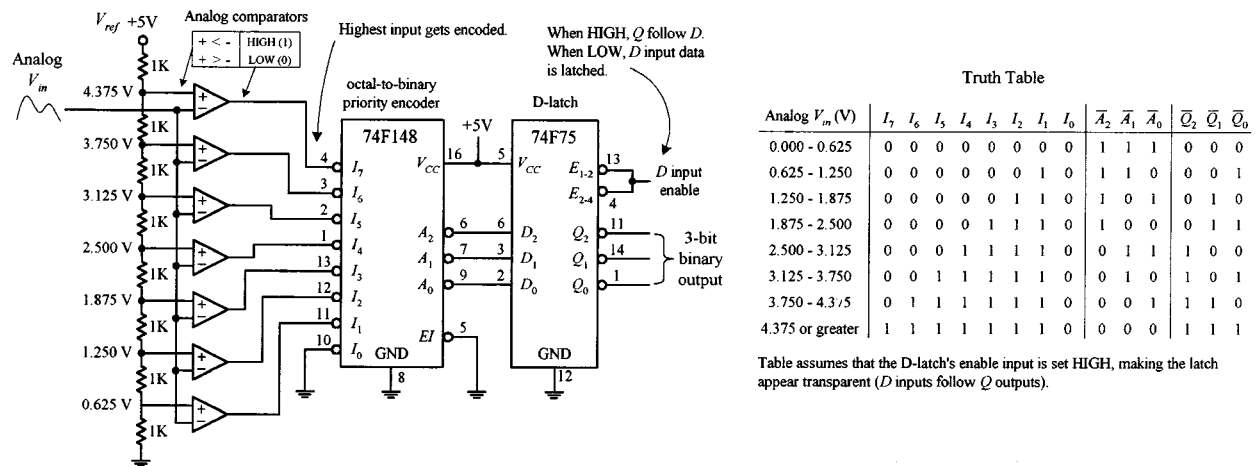 V_ref +5V
Analog comparators
+ < - HIGH (1)
+ > - LOW (0)
Highest input gets encoded.
When HIGH, Q follow D.
When LOW, D input data
is latched.
Analog
V_in
1K
4.375 V
1K
3.750 V
1K
3.125 V
1K
2.500 V
1K
1.875 V
1K
1.250 V
1K
0.625 V
1K
+ −
+ −
+ −
+ −
+ −
+ −
+ −
octal-to-binary
priority encoder
74F148
4 I7
3 I6
2 I5
1 I4
13 I3
12 I2
11 I1
10 I0
VCC 16
A2 6
A1 7
A0 9
EI 5
GND
8
+5V
D-latch
74F75
5 VCC
6 D2
3 D1
2 D0
E1-2 13
E2-4 4
Q2 11
Q1 14
Q0 1
GND
12
D input
enable
3-bit
binary
output
Truth Table
Analog V_in (V) I7 I6 I5 I4 I3 I2 I1 I0 A̅2 A̅1 A̅0 Q̅2 Q̅1 Q̅0
0.000 - 0.625 0 0 0 0 0 0 0 0 1 1 1 0 0 0
0.625 - 1.250 0 0 0 0 0 0 1 0 1 1 0 0 0 1
1.250 - 1.875 0 0 0 0 0 1 1 0 1 0 1 0 1 0
1.875 - 2.500 0 0 0 0 1 1 1 0 1 0 0 0 1 1
2.500 - 3.125 0 0 0 1 1 1 1 0 0 1 1 1 0 0
3.125 - 3.750 0 0 1 1 1 1 1 0 0 1 0 1 0 1
3.750 - 4.375 0 1 1 1 1 1 1 0 0 0 1 1 1 0
4.375 or greater 1 1 1 1 1 1 1 0 0 0 0 1 1 1
Table assumes that the D-latch's enable input is set HIGH, making the latch
appear transparent (D inputs follow Q outputs).